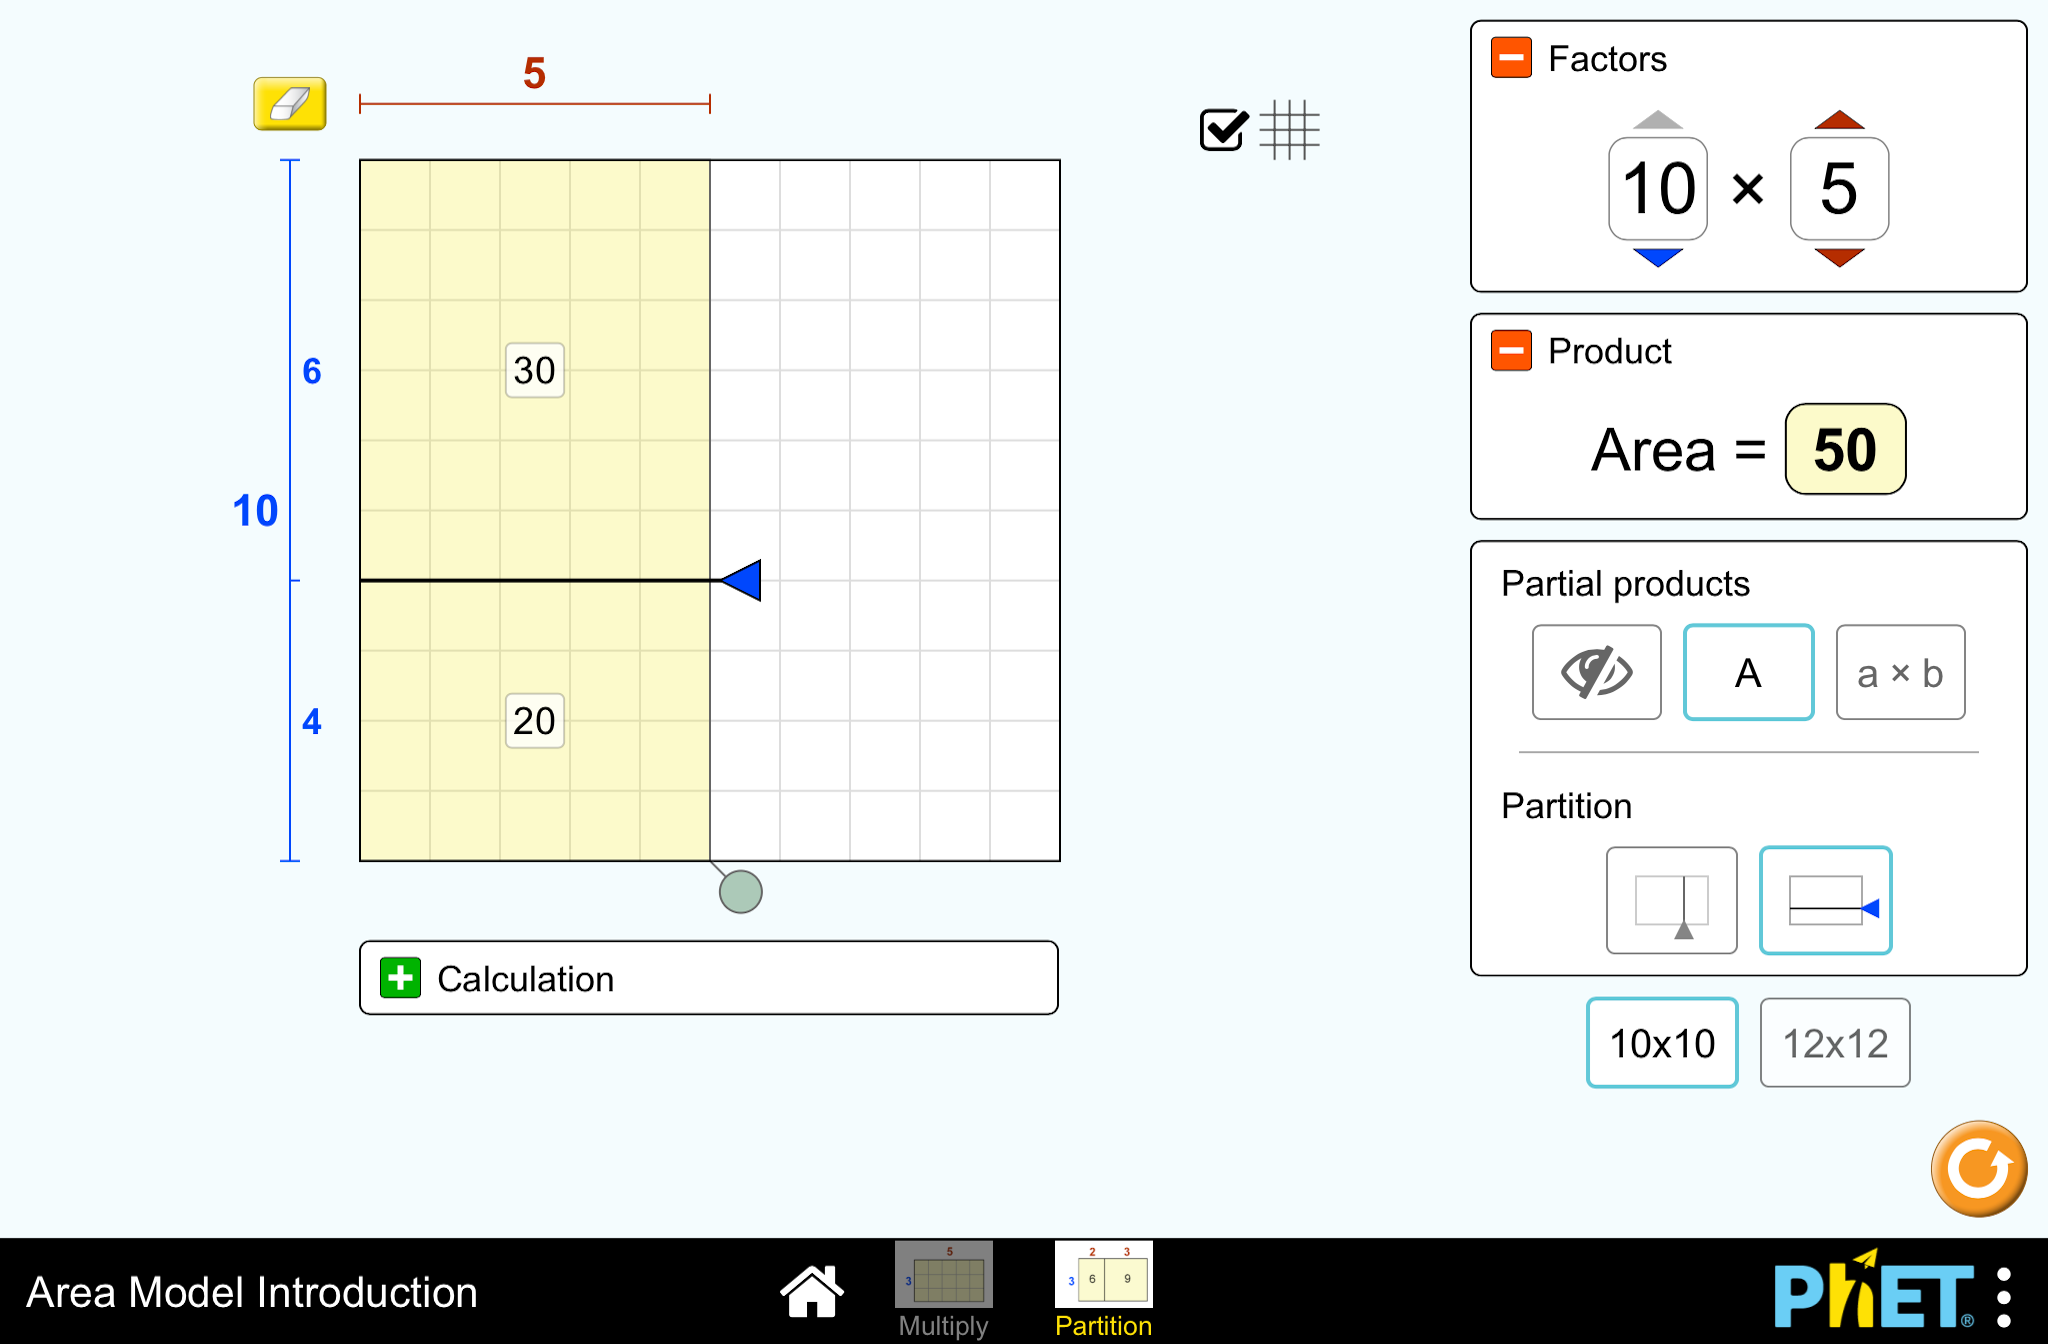 5
10
6
30
4
20
Calculation
Factors
10 × 5
Product
Area = 50
Partial products
A
a × b
Partition
10x10
12x12
Area Model Introduction
5
3
Multiply
2 3
3 6 9
Partition
PhET®